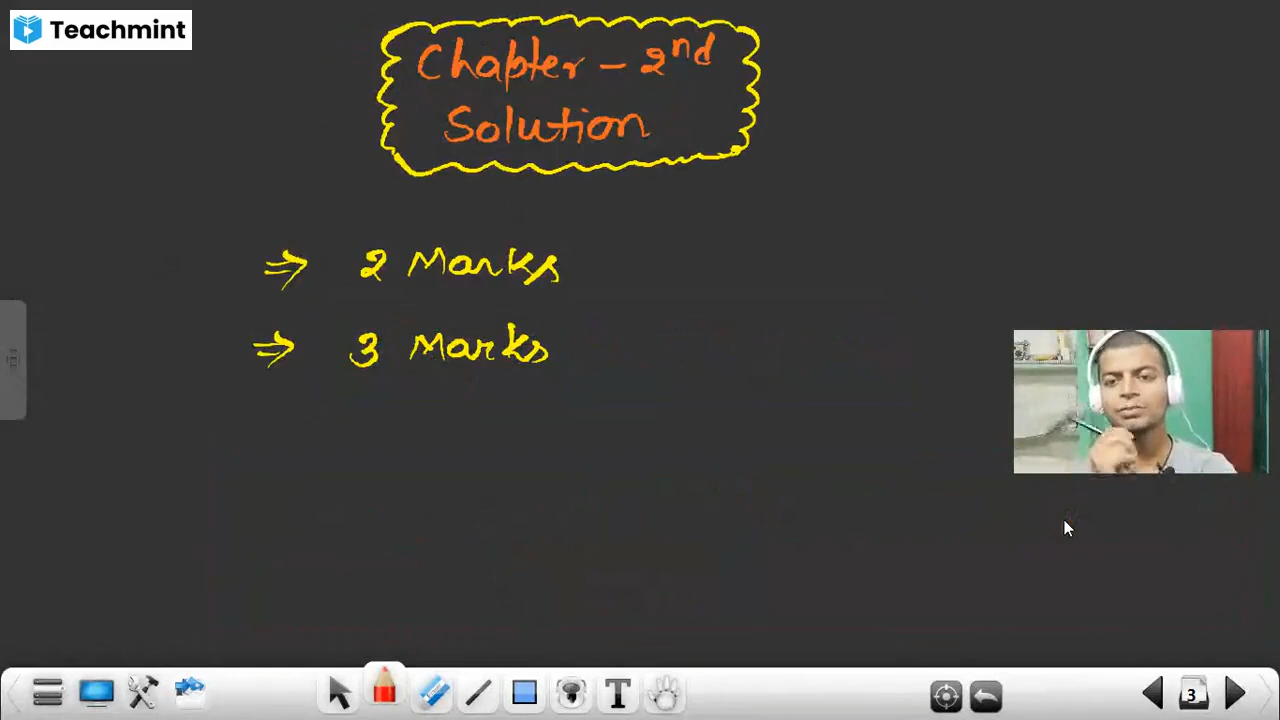 Teachmint
Chapter - 2nd
Solution
⇒ 2 Marks
⇒ 3 Marks
T
3